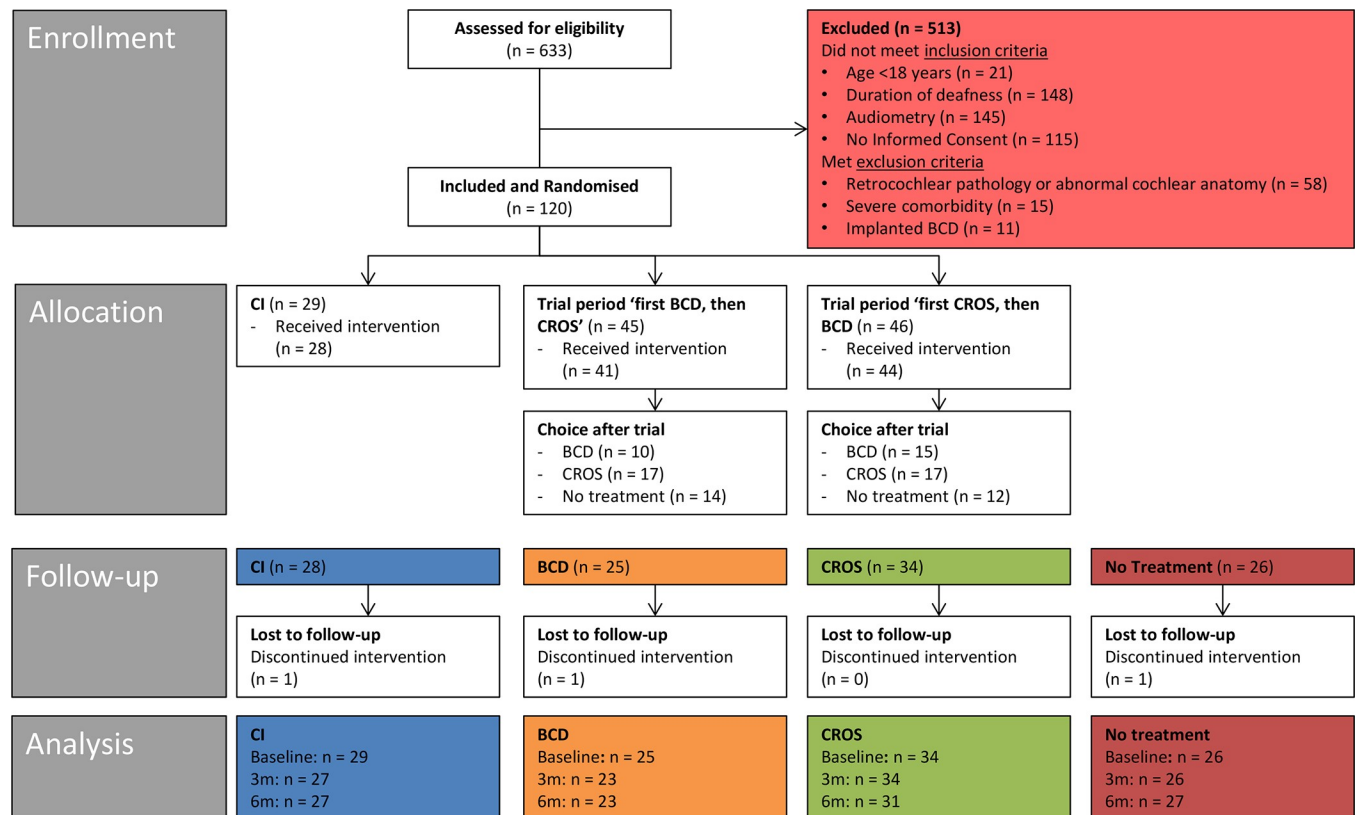 Enrollment
Assessed for eligibility
(n = 633)
Excluded (n = 513)
Did not meet inclusion criteria
• Age <18 years (n = 21)
• Duration of deafness (n = 148)
• Audiometry (n = 145)
• No Informed Consent (n = 115)
Met exclusion criteria
• Retrocochlear pathology or abnormal cochlear anatomy (n = 58)
• Severe comorbidity (n = 15)
• Implanted BCD (n = 11)
Included and Randomised
(n = 120)
Allocation
CI (n = 29)
- Received intervention
(n = 28)
Trial period ‘first BCD, then
CROS’ (n = 45)
- Received intervention
(n = 41)
Trial period ‘first CROS, then
BCD (n = 46)
- Received intervention
(n = 44)
Choice after trial
- BCD (n = 10)
- CROS (n = 17)
- No treatment (n = 14)
Choice after trial
- BCD (n = 15)
- CROS (n = 17)
- No treatment (n = 12)
Follow-up
CI (n = 28)
BCD (n = 25)
CROS (n = 34)
No Treatment (n = 26)
Lost to follow-up
Discontinued intervention
(n = 1)
Lost to follow-up
Discontinued intervention
(n = 1)
Lost to follow-up
Discontinued intervention
(n = 0)
Lost to follow-up
Discontinued intervention
(n = 1)
Analysis
CI
Baseline: n = 29
3m: n = 27
6m: n = 27
BCD
Baseline: n = 25
3m: n = 23
6m: n = 23
CROS
Baseline: n = 34
3m: n = 34
6m: n = 31
No treatment
Baseline: n = 26
3m: n = 26
6m: n = 27